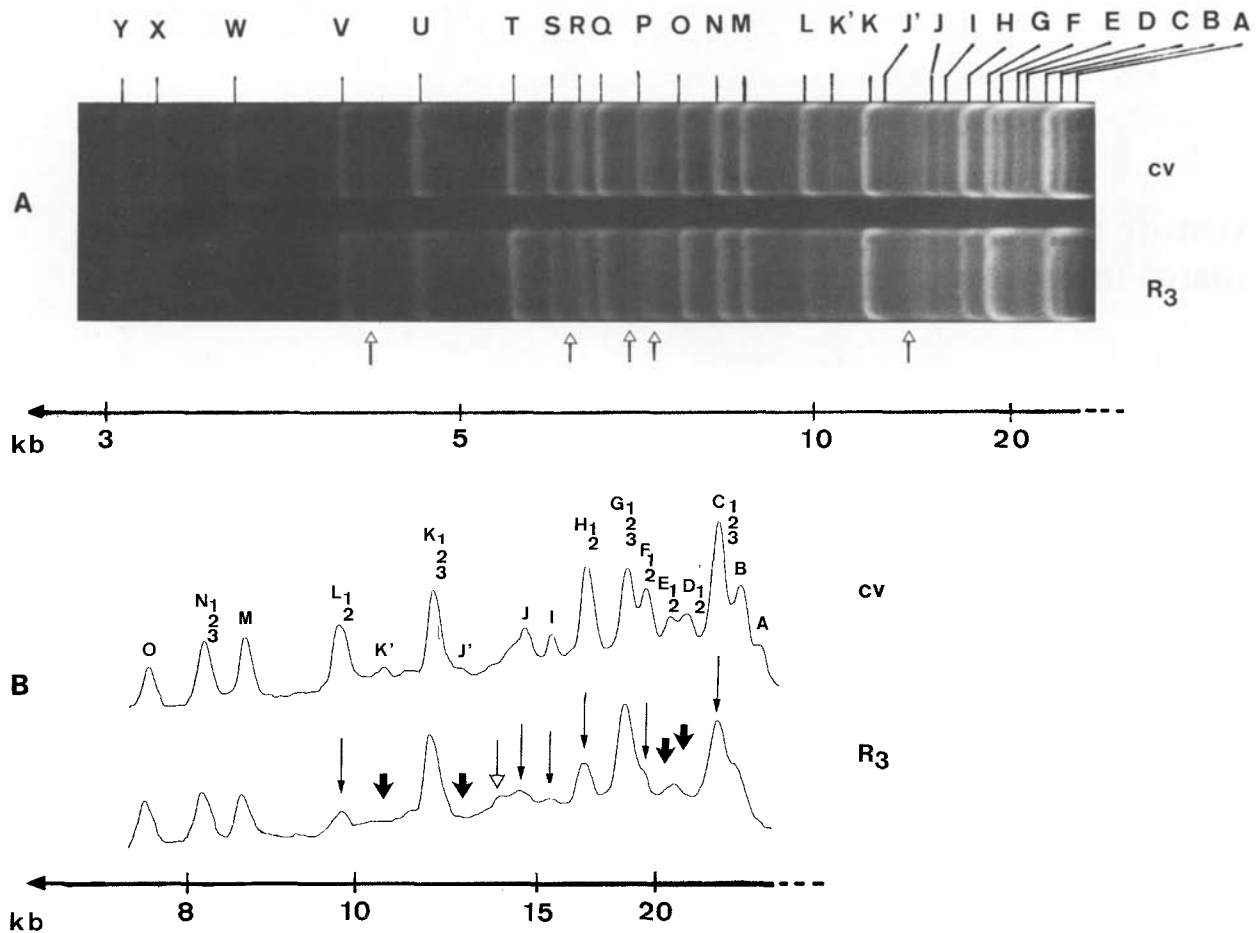 Y X W V U T S R Q P O N M L K' K J' J I H G F E D C B A
cv
A
R3
kb 3 5 10 20
O N1 2 3 M L1 2 K' K1 2 3 J' J I H1 2 G1 2 3 F1 2 E1 2 D1 2 C1 2 3 B A
cv
B
R3
kb 8 10 15 20